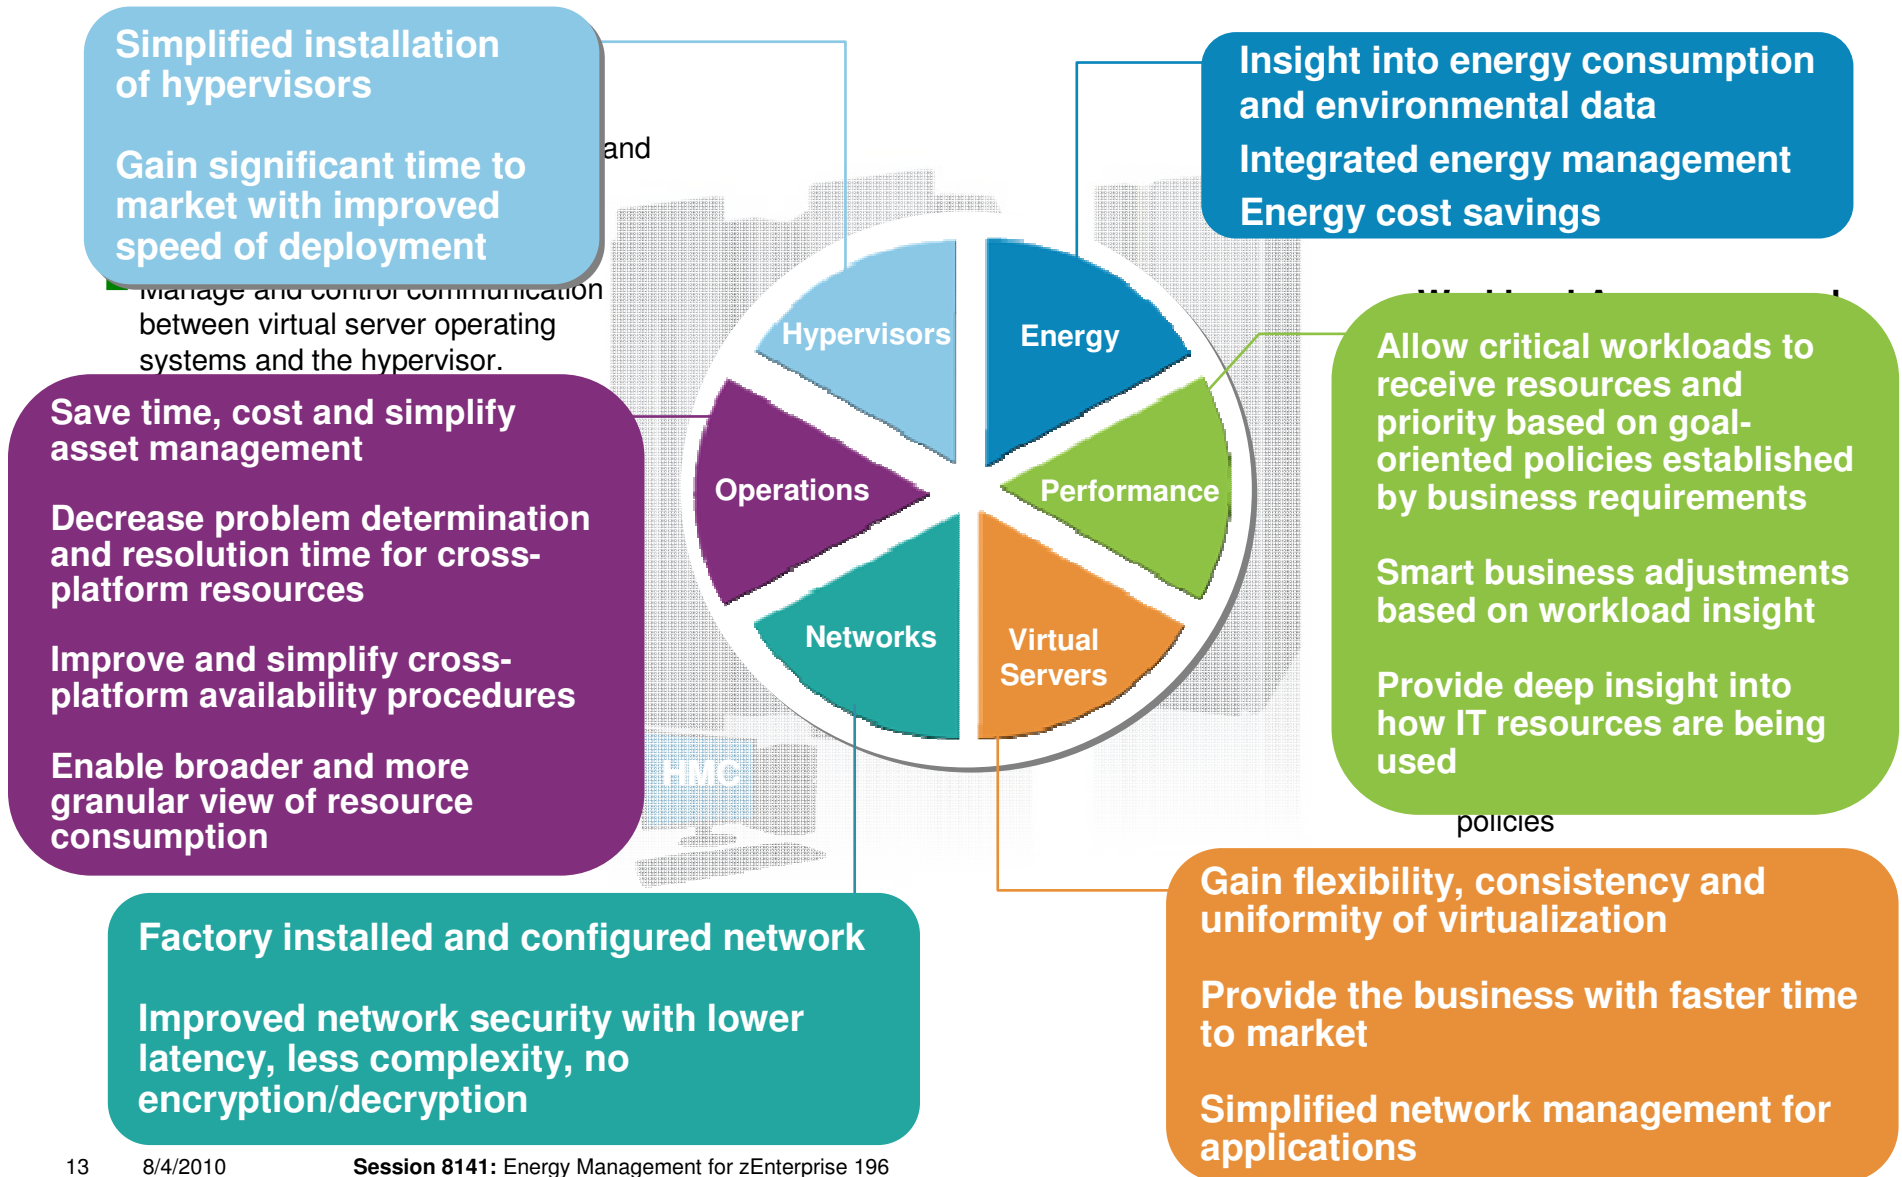 Simplified installation
of hypervisors
Gain significant time to
market with improved
speed of deployment
and
Manage and control communication
between virtual server operating
systems and the hypervisor.
Insight into energy consumption
and environmental data
Integrated energy management
Energy cost savings
Hypervisors
Energy
Operations
Performance
Networks
Virtual
Servers
Save time, cost and simplify
asset management
Decrease problem determination
and resolution time for cross-
platform resources
Improve and simplify cross-
platform availability procedures
Enable broader and more
granular view of resource
consumption
HMC
Allow critical workloads to
receive resources and
priority based on goal-
oriented policies established
by business requirements
Smart business adjustments
based on workload insight
Provide deep insight into
how IT resources are being
used
policies
Factory installed and configured network
Improved network security with lower
latency, less complexity, no
encryption/decryption
Gain flexibility, consistency and
uniformity of virtualization
Provide the business with faster time
to market
Simplified network management for
applications
13 8/4/2010 Session 8141: Energy Management for zEnterprise 196